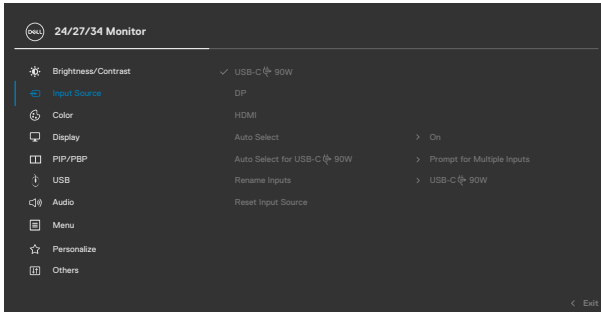 DELL 24/27/34 Monitor
Brightness/Contrast USB-C 90W
Input Source DP
Color HDMI
Display Auto Select On
PIP/PBP Auto Select for USB-C 90W Prompt for Multiple Inputs
USB Rename Inputs USB-C 90W
Audio Reset Input Source
Menu
Personalize
Others
Exit